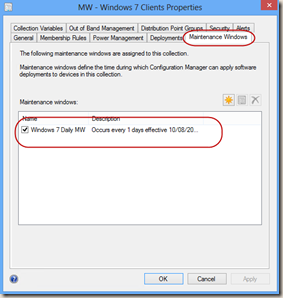 MW - Windows 7 Clients Properties
Collection Variables Out of Band Management Distribution Point Groups Security Alerts
General Membership Rules Power Management Deployments Maintenance Windows
The following maintenance windows are assigned to this collection.
Maintenance windows define the time during which Configuration Manager can apply software
deployments to devices in this collection.
Maintenance windows:
Name Description
Windows 7 Daily MW Occurs every 1 days effective 10/08/20...
OK Cancel Apply